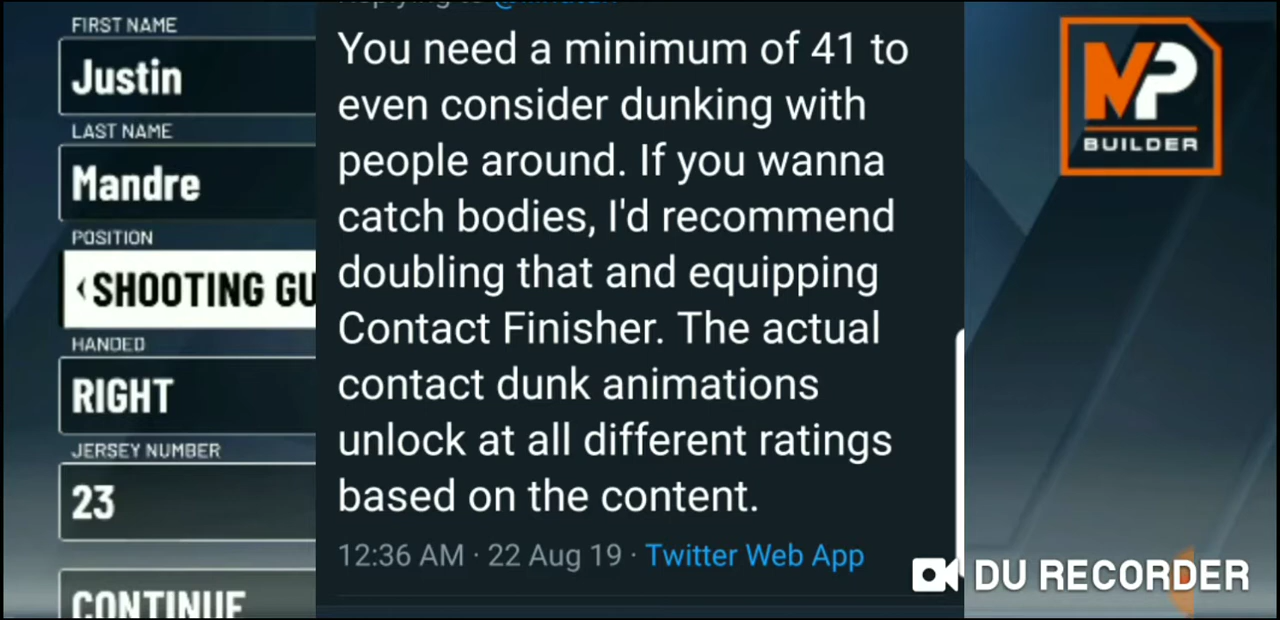 FIRST NAME
Justin
LAST NAME
Mandre
POSITION
SHOOTING GU
HANDED
RIGHT
JERSEY NUMBER
23
CONTINUE
You need a minimum of 41 to
even consider dunking with
people around. If you wanna
catch bodies, I'd recommend
doubling that and equipping
Contact Finisher. The actual
contact dunk animations
unlock at all different ratings
based on the content.
12:36 AM · 22 Aug 19 · Twitter Web App
MP
BUILDER
DU RECORDER